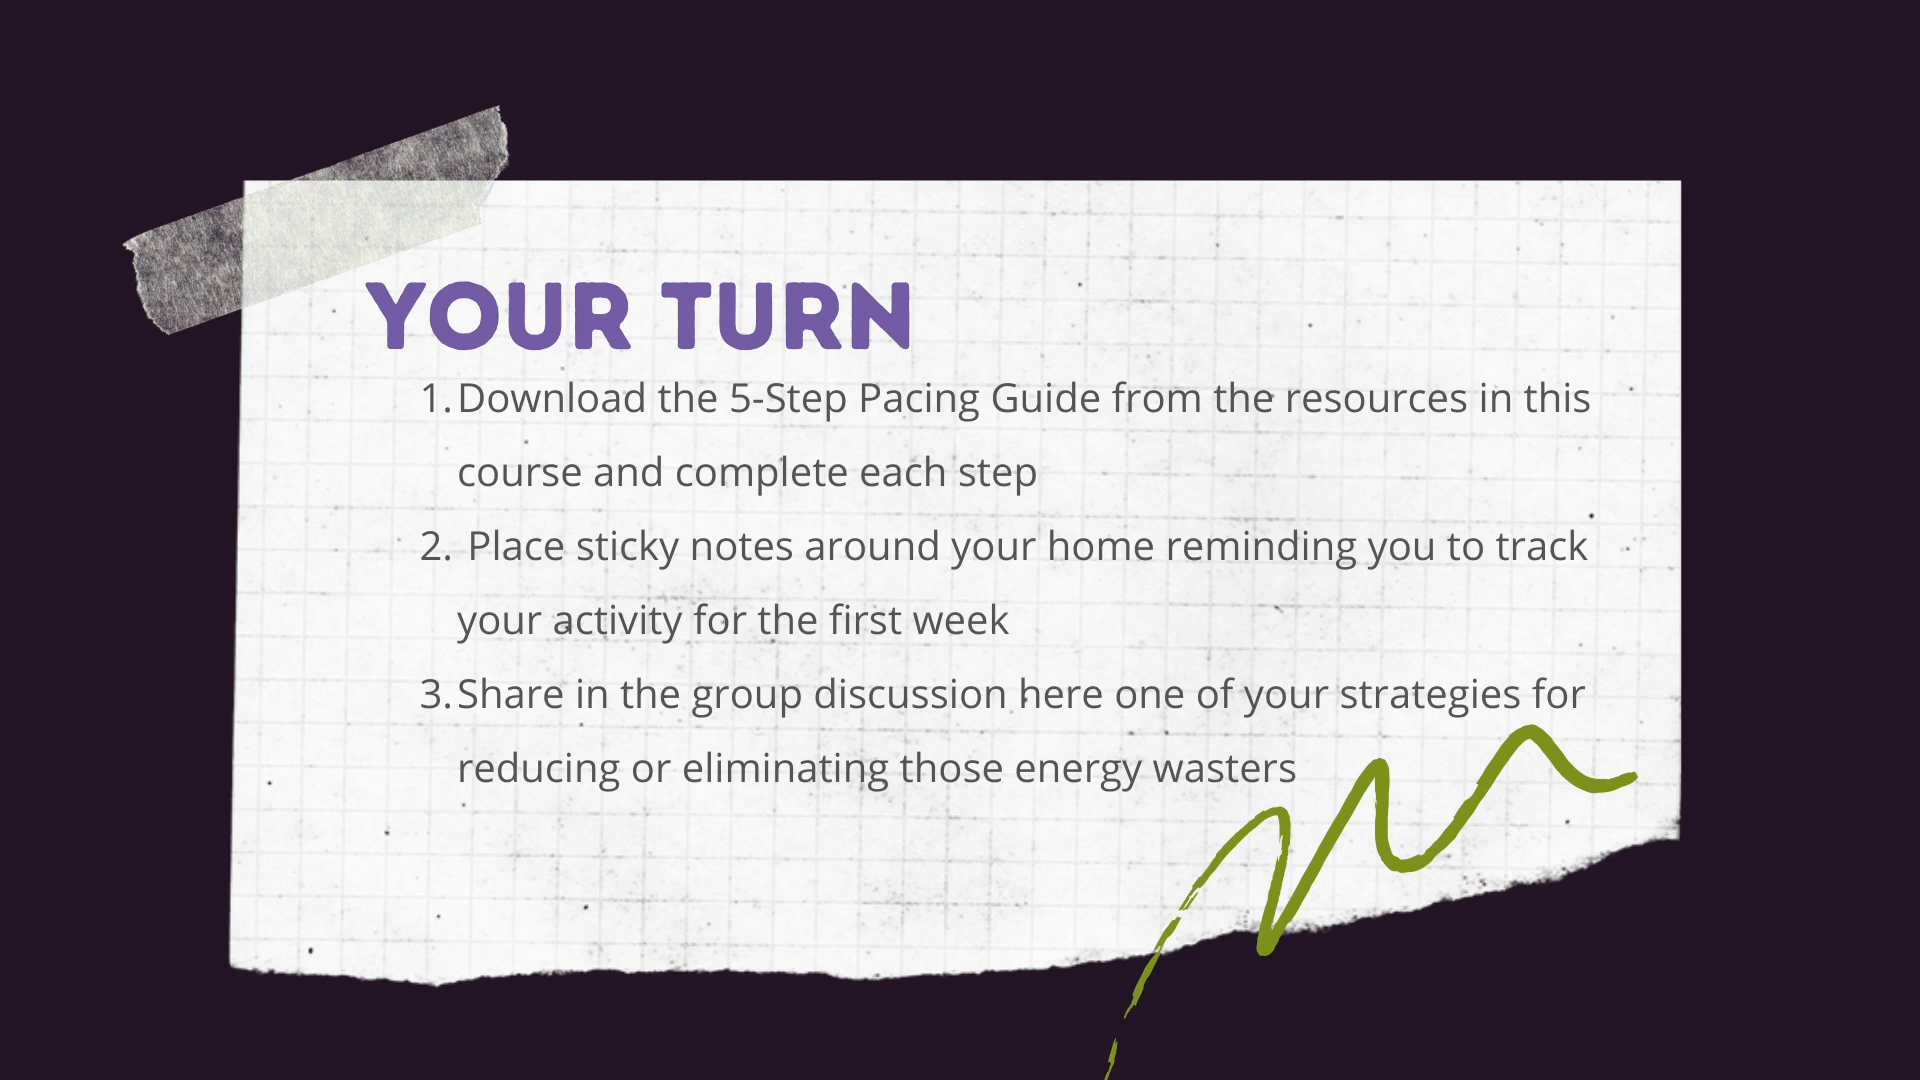 YOUR TURN
1. Download the 5-Step Pacing Guide from the resources in this
course and complete each step
2. Place sticky notes around your home reminding you to track
your activity for the first week
3. Share in the group discussion here one of your strategies for
reducing or eliminating those energy wasters